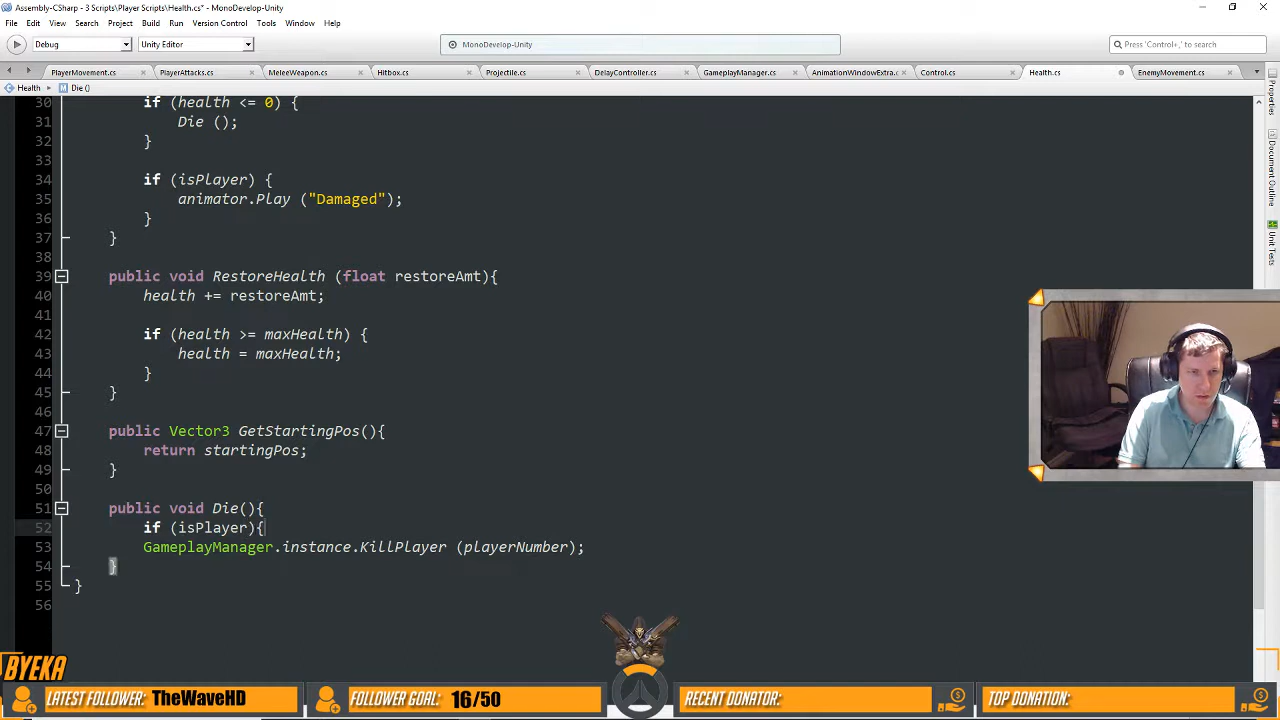 Assembly-CSharp - 3 Scripts\Player Scripts\Health.cs* - MonoDevelop-Unity
File Edit View Search Project Build Run Version Control Tools Window Help
Debug Unity Editor MonoDevelop-Unity Press 'Control+,' to search
PlayerMovement.cs PlayerAttacks.cs MeleeWeapon.cs Hitbox.cs Projectile.cs DelayController.cs GameplayManager.cs AnimationWindowExtra.cs Control.cs Health.cs EnemyMovement.cs
Health Die ()
30 if (health <= 0) {
31 Die ();
32 }
33
34 if (isPlayer) {
35 animator.Play ("Damaged");
36 }
37 }
38
39 public void RestoreHealth (float restoreAmt){
40 health += restoreAmt;
41
42 if (health >= maxHealth) {
43 health = maxHealth;
44 }
45 }
46
47 public Vector3 GetStartingPos(){
48 return startingPos;
49 }
50
51 public void Die(){
52 if (isPlayer){
53 GameplayManager.instance.KillPlayer (playerNumber);
54 }
55 }
56
Properties
Document Outline
Unit Tests
BYEKA
LATEST FOLLOWER: TheWaveHD FOLLOWER GOAL: 16/50 RECENT DONATOR: TOP DONATION: